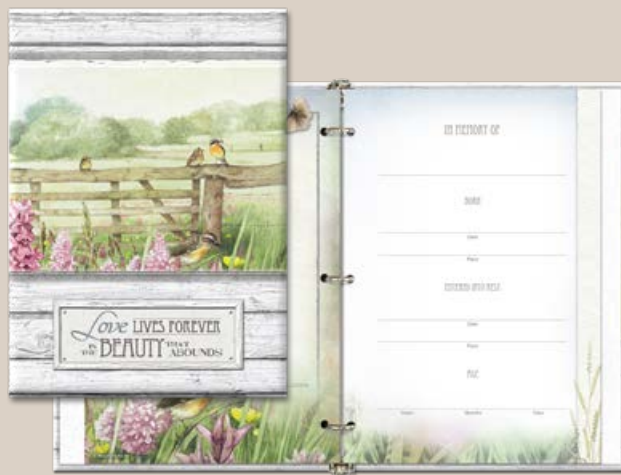 Love LIVES FOREVER
IN THE BEAUTY THAT ABOUNDS
IN MEMORY OF
BORN
Date
Place
ENTERED INTO REST
Date
Place
AGE
Years Months Days